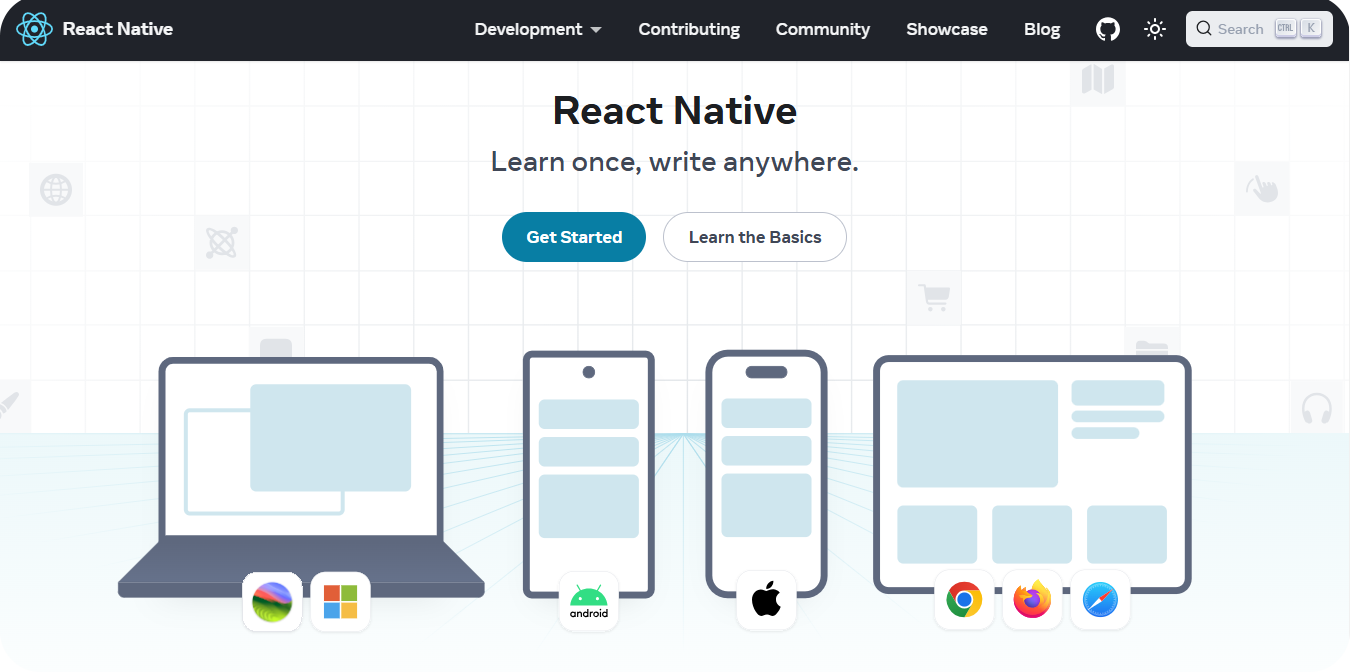 React Native Development Contributing Community Showcase Blog Search CTRL K
React Native
Learn once, write anywhere.
Get Started Learn the Basics
android